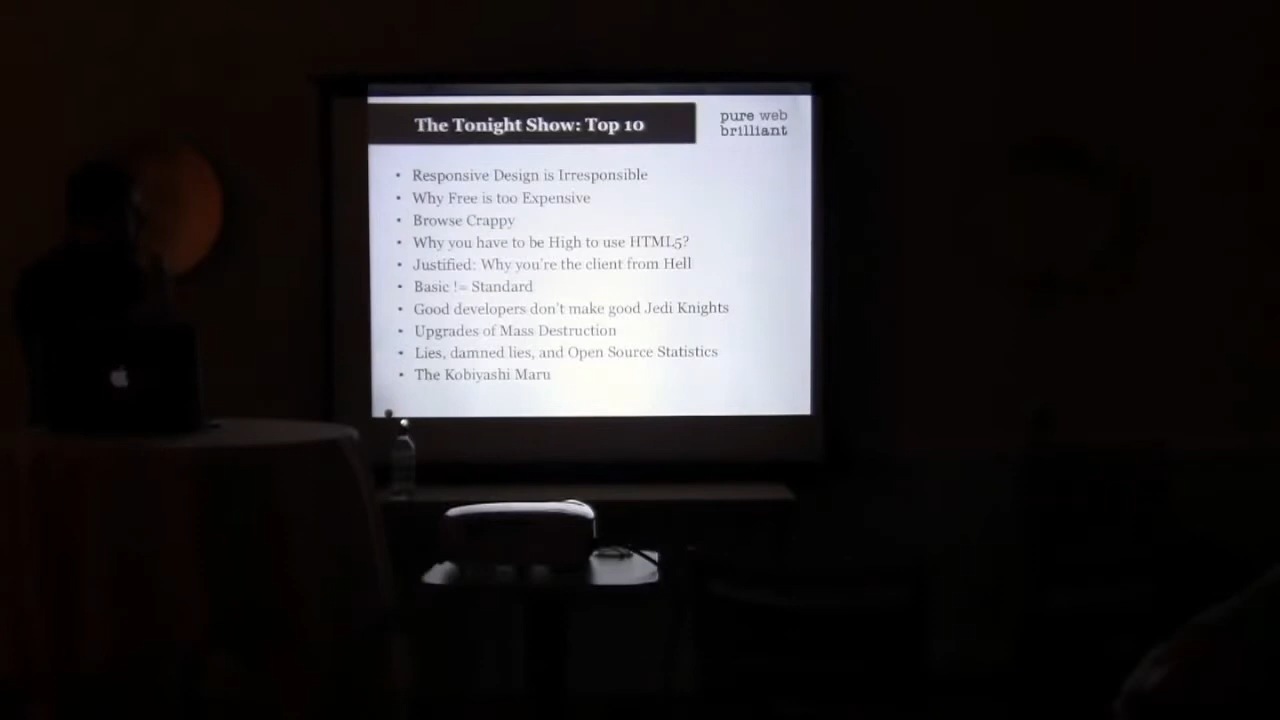 The Tonight Show: Top 10
pure web
brilliant
• Responsive Design is Irresponsible
• Why Free is too Expensive
• Browse Crappy
• Why you have to be High to use HTML5?
• Justified: Why you're the client from Hell
• Basic != Standard
• Good developers don't make good Jedi Knights
• Upgrades of Mass Destruction
• Lies, damned lies, and Open Source Statistics
• The Kobiyashi Maru